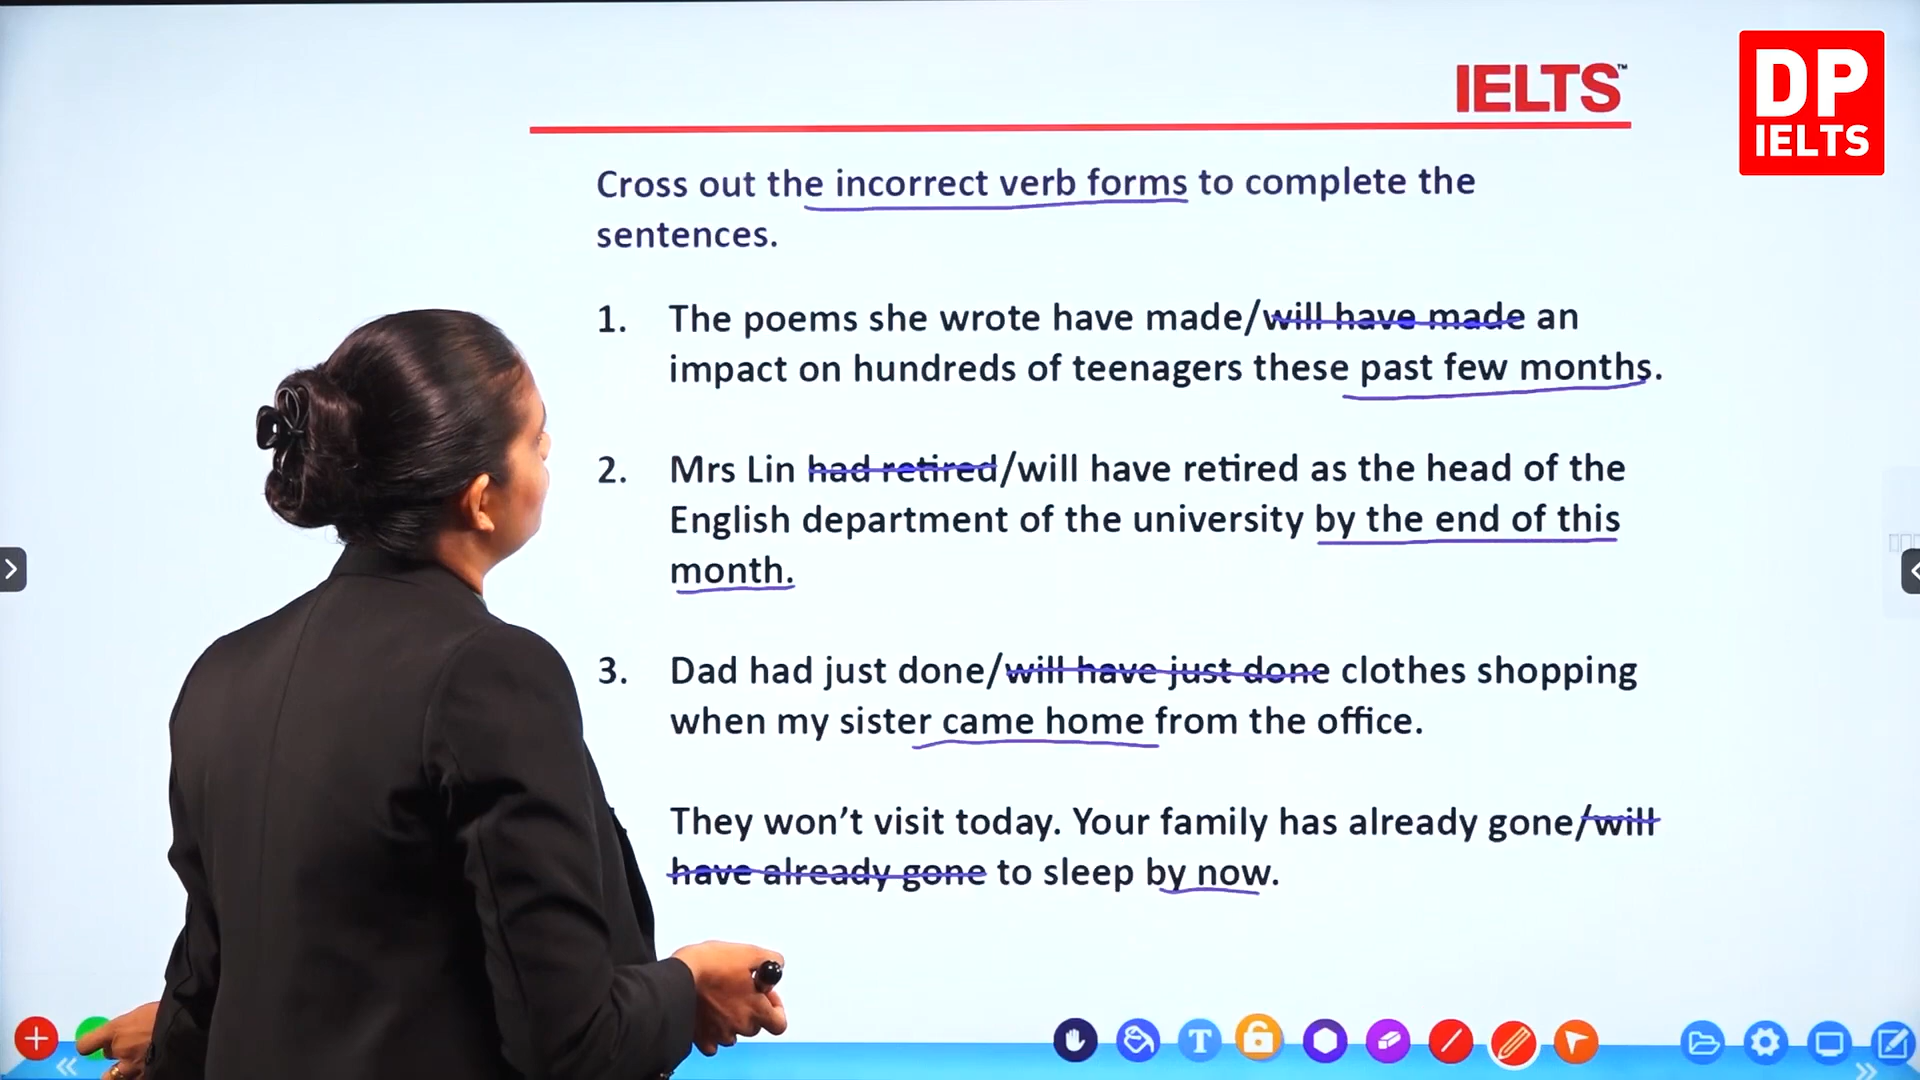 IELTS™
DP
IELTS
Cross out the incorrect verb forms to complete the
sentences.
1. The poems she wrote have made/will have made an
impact on hundreds of teenagers these past few months.
2. Mrs Lin had retired/will have retired as the head of the
English department of the university by the end of this
month.
3. Dad had just done/will have just done clothes shopping
when my sister came home from the office.
They won’t visit today. Your family has already gone/will
have already gone to sleep by now.
T